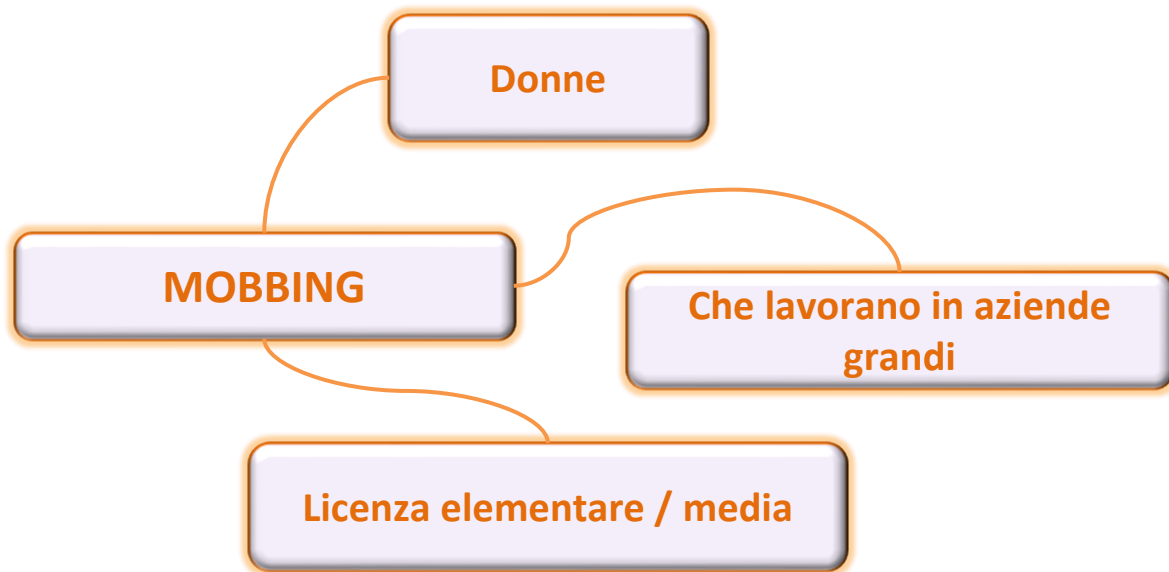 Donne
MOBBING
Che lavorano in aziende
grandi
Licenza elementare / media